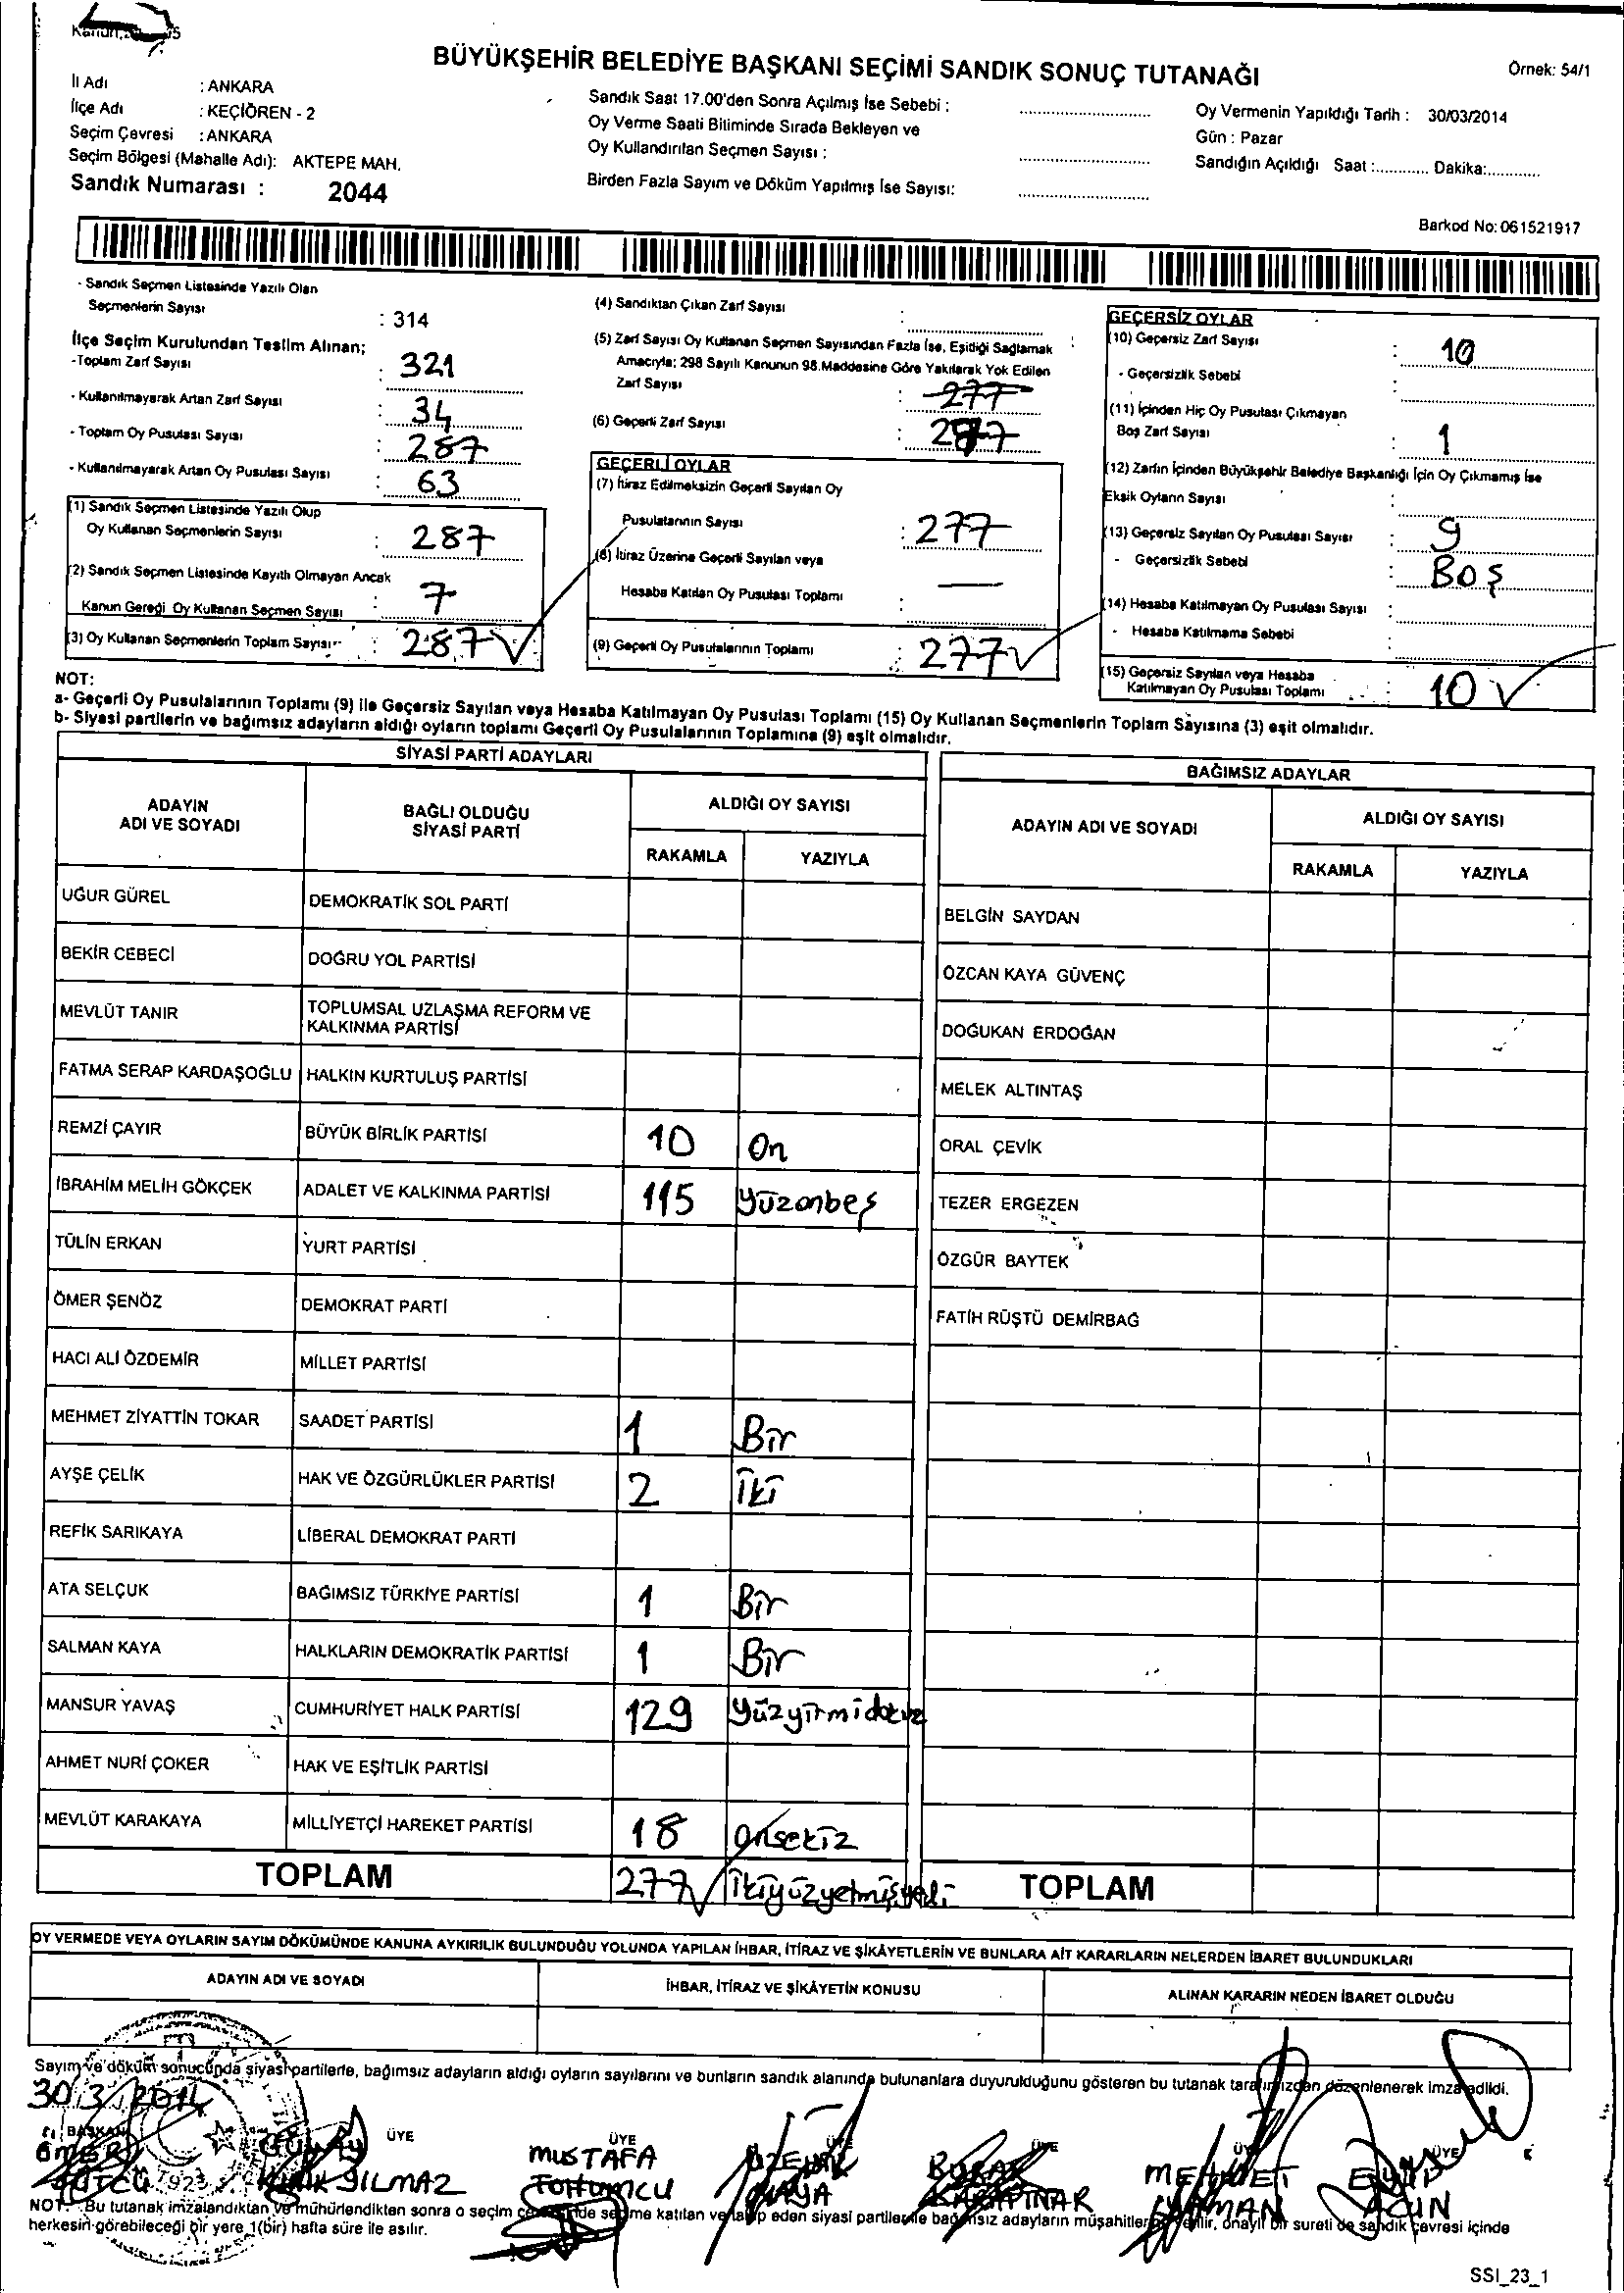 BÜYÜKŞEHİR BELEDİYE BAŞKANI SEÇİMİ SANDIK SONUÇ TUTANAĞI
Örnek: 54/1
İl Adı : ANKARA
İlçe Adı : KEÇİÖREN - 2
Seçim Çevresi : ANKARA
Seçim Bölgesi (Mahalle Adı): AKTEPE MAH.
Sandık Numarası : 2044
Sandık Saat 17.00'den Sonra Açılmış İse Sebebi :
Oy Verme Saati Bitiminde Sırada Bekleyen ve
Oy Kullandırılan Seçmen Sayısı :
Birden Fazla Sayım ve Döküm Yapılmış İse Sayısı:
Oy Vermenin Yapıldığı Tarih : 30/03/2014
Gün : Pazar
Sandığın Açıldığı Saat :............ Dakika:............
Barkod No: 061521917
- Sandık Seçmen Listesinde Yazılı Olan
Seçmenlerin Sayısı : 314
İlçe Seçim Kurulundan Teslim Alınan;
-Toplam Zarf Sayısı : 321
- Kullanılmayarak Artan Zarf Sayısı : 34
- Toplam Oy Pusulası Sayısı : 287
- Kullanılmayarak Artan Oy Pusulası Sayısı : 63
(1) Sandık Seçmen Listesinde Yazılı Olup
Oy Kullanan Seçmenlerin Sayısı : 287
(2) Sandık Seçmen Listesinde Kayıtlı Olmayan Ancak
Kanun Gereği Oy Kullanan Seçmen Sayısı : 7
(3) Oy Kullanan Seçmenlerin Toplam Sayısı : 287
(4) Sandıktan Çıkan Zarf Sayısı :
(5) Zarf Sayısı Oy Kullanan Seçmen Sayısından Fazla İse, Eşitliği Sağlamak :
Amacıyla; 298 Sayılı Kanunun 98.Maddesine Göre Yakılarak Yok Edilen
Zarf Sayısı : 277
(6) Geçerli Zarf Sayısı : 277
GEÇERLİ OYLAR
(7) İtiraz Edilmeksizin Geçerli Sayılan Oy
Pusulalarının Sayısı : 277
(8) İtiraz Üzerine Geçerli Sayılan veya
Hesaba Katılan Oy Pusulası Toplamı : —
(9) Geçerli Oy Pusulalarının Toplamı : 277
GEÇERSİZ OYLAR
(10) Geçersiz Zarf Sayısı : 10
- Geçersizlik Sebebi :
(11) İçinden Hiç Oy Pusulası Çıkmayan
Boş Zarf Sayısı : 1
(12) Zarfın İçinden Büyükşehir Belediye Başkanlığı İçin Oy Çıkmamış İse
Eksik Oyların Sayısı :
(13) Geçersiz Sayılan Oy Pusulası Sayısı : 9
- Geçersizlik Sebebi : BOŞ
(14) Hesaba Katılmayan Oy Pusulası Sayısı :
- Hesaba Katılmama Sebebi :
(15) Geçersiz Sayılan veya Hesaba
Katılmayan Oy Pusulası Toplamı : 10
NOT:
a- Geçerli Oy Pusulalarının Toplamı (9) ile Geçersiz Sayılan veya Hesaba Katılmayan Oy Pusulası Toplamı (15) Oy Kullanan Seçmenlerin Toplam Sayısına (3) eşit olmalıdır.
b- Siyasi partilerin ve bağımsız adayların aldığı oyların toplamı Geçerli Oy Pusulalarının Toplamına (9) eşit olmalıdır.
SİYASİ PARTİ ADAYLARI
ADAYIN ADI VE SOYADI
BAĞLI OLDUĞU SİYASİ PARTİ
ALDIĞI OY SAYISI
RAKAMLA YAZIYLA
UĞUR GÜREL DEMOKRATİK SOL PARTİ
BEKİR CEBECİ DOĞRU YOL PARTİSİ
MEVLÜT TANIR TOPLUMSAL UZLAŞMA REFORM VE
KALKINMA PARTİSİ
FATMA SERAP KARDAŞOĞLU HALKIN KURTULUŞ PARTİSİ
REMZİ ÇAYIR BÜYÜK BİRLİK PARTİSİ 10 On
İBRAHİM MELİH GÖKÇEK ADALET VE KALKINMA PARTİSİ 115 Yüzonbeş
TÜLİN ERKAN YURT PARTİSİ
ÖMER ŞENÖZ DEMOKRAT PARTİ
HACI ALİ ÖZDEMİR MİLLET PARTİSİ
MEHMET ZİYATTİN TOKAR SAADET PARTİSİ 1 Bir
AYŞE ÇELİK HAK VE ÖZGÜRLÜKLER PARTİSİ 2 İki
REFİK SARIKAYA LİBERAL DEMOKRAT PARTİ
ATA SELÇUK BAĞIMSIZ TÜRKİYE PARTİSİ 1 Bir
SALMAN KAYA HALKLARIN DEMOKRATİK PARTİSİ 1 Bir
MANSUR YAVAŞ CUMHURİYET HALK PARTİSİ 129
AHMET NURİ ÇOKER HAK VE EŞİTLİK PARTİSİ
MEVLÜT KARAKAYA MİLLİYETÇİ HAREKET PARTİSİ 18 Onsekiz
TOPLAM 277 İkiyüzyetmişyedi
BAĞIMSIZ ADAYLAR
ADAYIN ADI VE SOYADI
ALDIĞI OY SAYISI
RAKAMLA YAZIYLA
BELGİN SAYDAN
ÖZCAN KAYA GÜVENÇ
DOĞUKAN ERDOĞAN
MELEK ALTINTAŞ
ORAL ÇEVİK
TEZER ERGEZEN
ÖZGÜR BAYTEK
FATİH RÜŞTÜ DEMİRBAĞ
TOPLAM
OY VERMEDE VEYA OYLARIN SAYIM DÖKÜMÜNDE KANUNA AYKIRILIK BULUNDUĞU YOLUNDA YAPILAN İHBAR, İTİRAZ VE ŞİKÂYETLERİN VE BUNLARA AİT KARARLARIN NELERDEN İBARET BULUNDUKLARI
ADAYIN ADI VE SOYADI
İHBAR, İTİRAZ VE ŞİKÂYETİN KONUSU
ALINAN KARARIN NEDEN İBARET OLDUĞU
Sayım ve döküm sonucunda siyasi partilerle, bağımsız adayların aldığı oyların sayılarını ve bunların sandık alanında bulunanlara duyurulduğunu gösteren bu tutanak tarafımızdan düzenlenerek imza edildi.
30.3.2014
BAŞKAN ÜYE ÜYE ÜYE ÜYE ÜYE ÜYE
ÖMER
YILMAZ
MUSTAFA
KAYA
BURAK
MEHMET
EYÜP
NOT: Bu tutanak imzalandıktan ve mühürlendikten sonra o seçim çevresinde seçime katılan ve talep eden siyasi partilerle bağımsız adayların müşahitlerine verilir, onaylı bir sureti de sandık çevresi içinde
herkesin görebileceği bir yere 1(bir) hafta süre ile asılır.
SSI_23_1